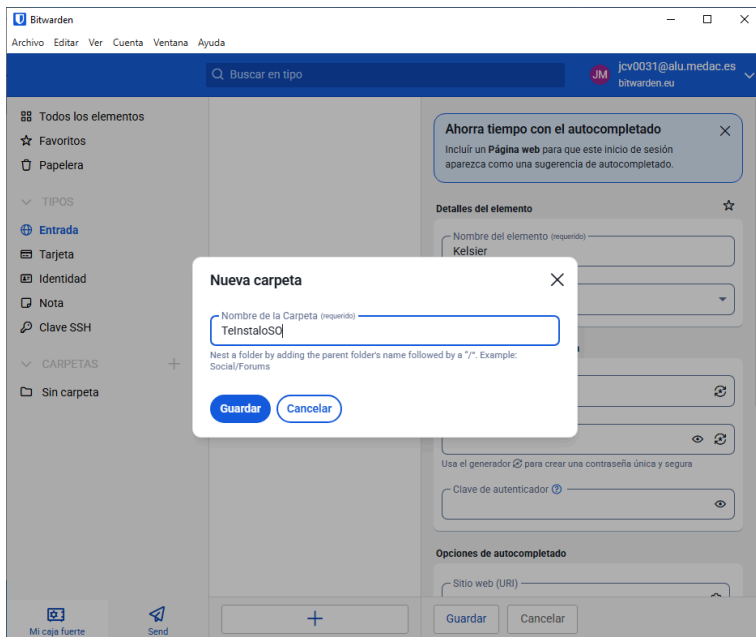 Bitwarden
Archivo Editar Ver Cuenta Ventana Ayuda
Buscar en tipo
JM
jcv0031@alu.medac.es
bitwarden.eu
Todos los elementos
Favoritos
Papelera
TIPOS
Entrada
Tarjeta
Identidad
Nota
Clave SSH
CARPETAS
Sin carpeta
Mi caja fuerte
Send
Ahorra tiempo con el autocompletado
Incluír un Página web para que este inicio de sesión
aparezca como una sugerencia de autocompletado.
Detalles del elemento
Nombre del elemento (requerido)
Kelsier
Nueva carpeta
Nombre de la Carpeta (requerido)
TeInstaloSO
Nest a folder by adding the parent folder's name followed by a "/". Example:
Social/Forums
Guardar
Cancelar
Usa el generador para crear una contraseña única y segura
Clave de autenticador
Opciones de autocompletado
Sitio web (URI)
Guardar
Cancelar